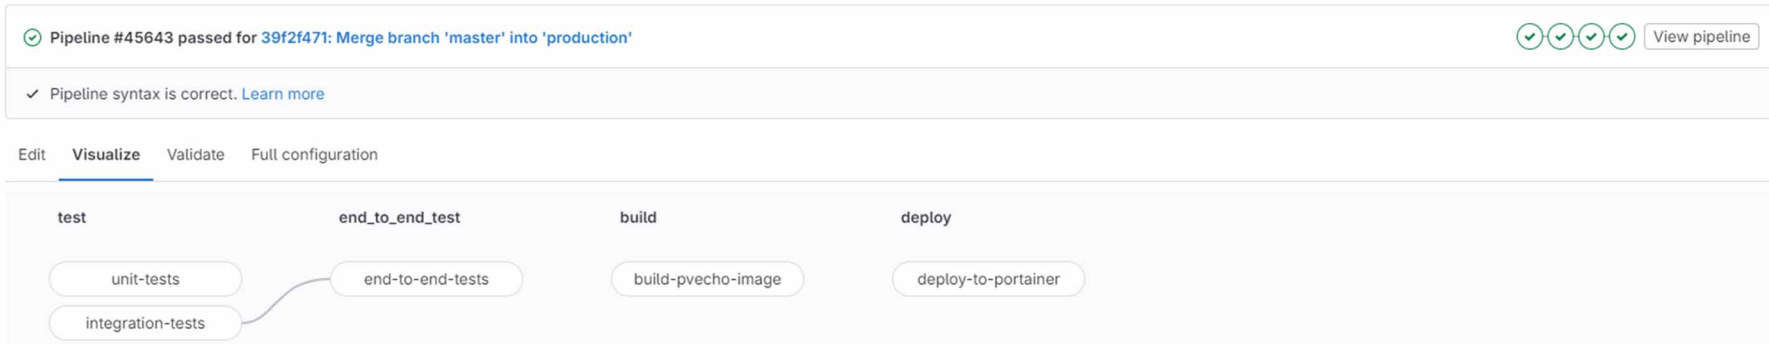 Pipeline #45643 passed for 39f2f471: Merge branch 'master' into 'production'
View pipeline
Pipeline syntax is correct. Learn more
Edit Visualize Validate Full configuration
test end_to_end_test build deploy
unit-tests end-to-end-tests build-pvecho-image deploy-to-portainer
integration-tests